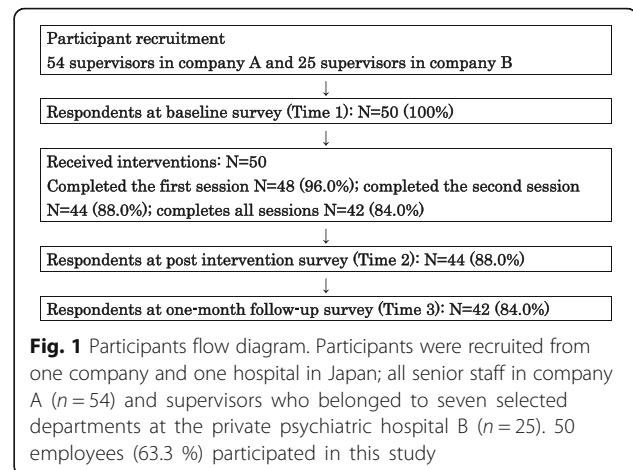 Participant recruitment
54 supervisors in company A and 25 supervisors in company B
↓
Respondents at baseline survey (Time 1): N=50 (100%)
↓
Received interventions: N=50
Completed the first session N=48 (96.0%); completed the second session
N=44 (88.0%); completes all sessions N=42 (84.0%)
↓
Respondents at post intervention survey (Time 2): N=44 (88.0%)
↓
Respondents at one-month follow-up survey (Time 3): N=42 (84.0%)
Fig. 1 Participants flow diagram. Participants were recruited from
one company and one hospital in Japan; all senior staff in company
A (n = 54) and supervisors who belonged to seven selected
departments at the private psychiatric hospital B (n = 25). 50
employees (63.3 %) participated in this study